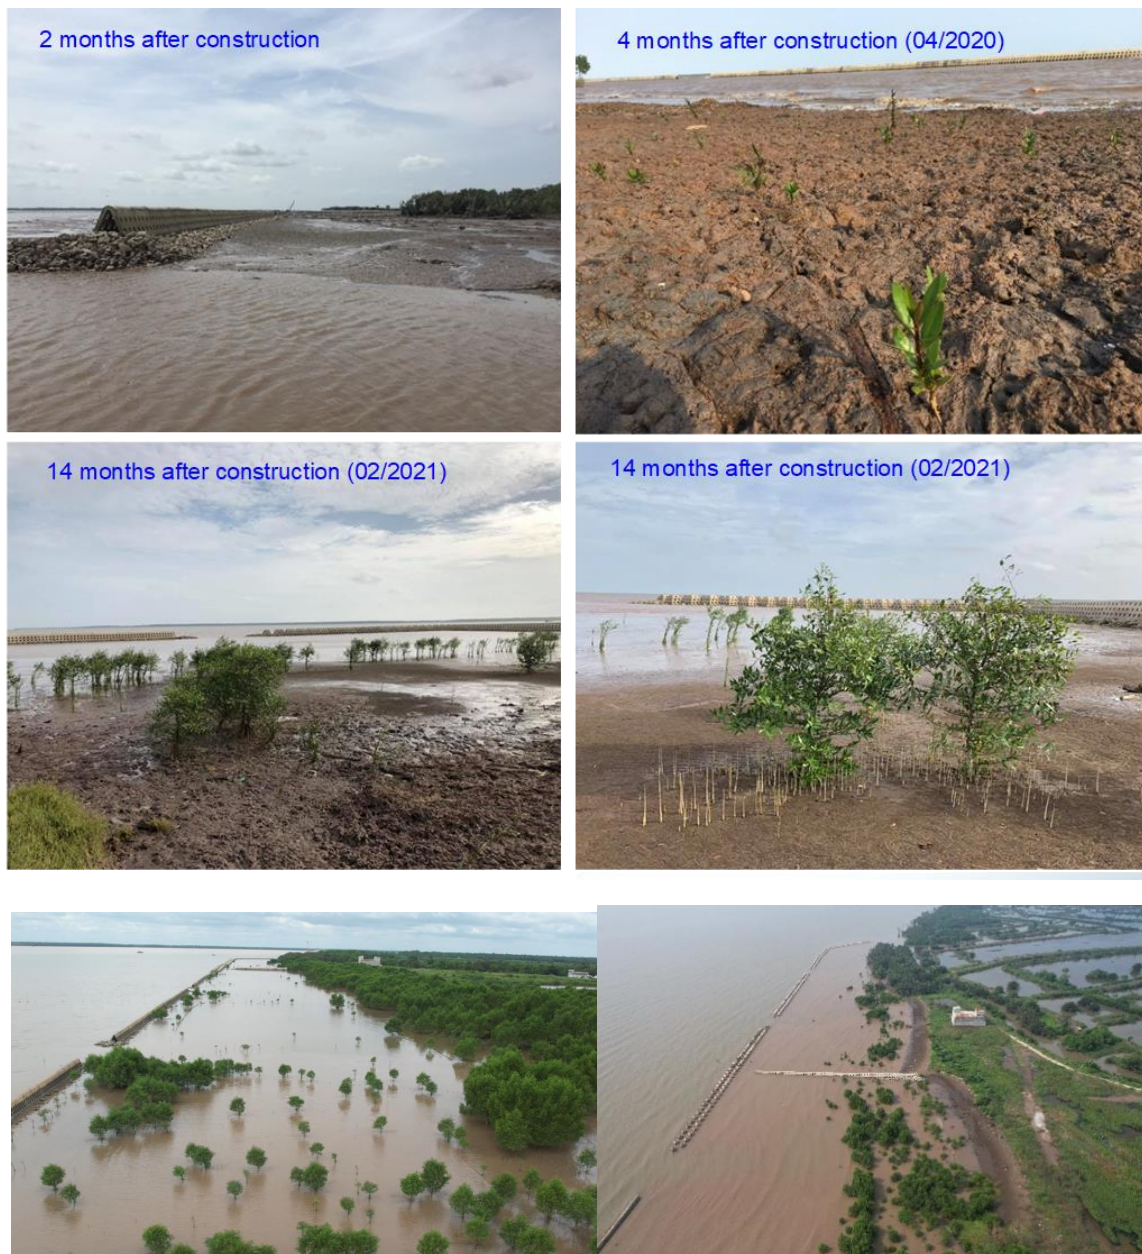 2 months after construction
4 months after construction (04/2020)
14 months after construction (02/2021)
14 months after construction (02/2021)